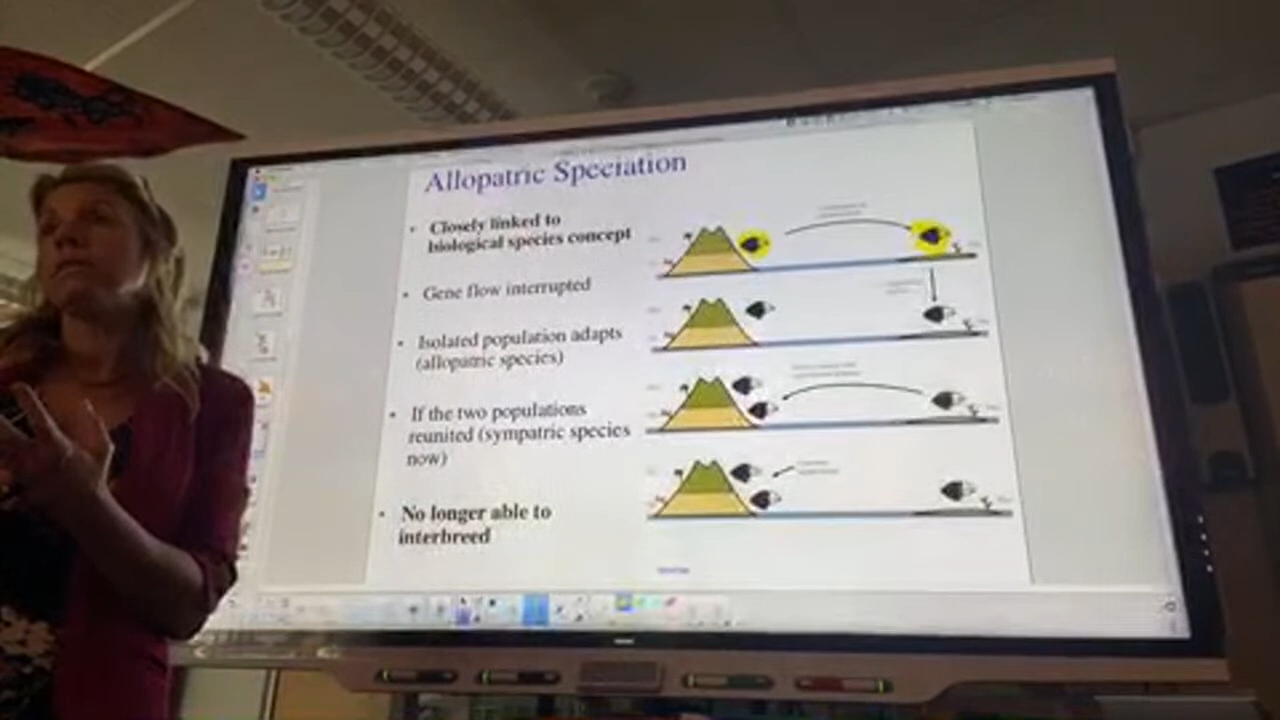 Allopatric Speciation
• Closely linked to
biological species concept
• Gene flow interrupted
• Isolated population adapts
(allopatric species)
• If the two populations
reunited (sympatric species
now)
• No longer able to
interbreed